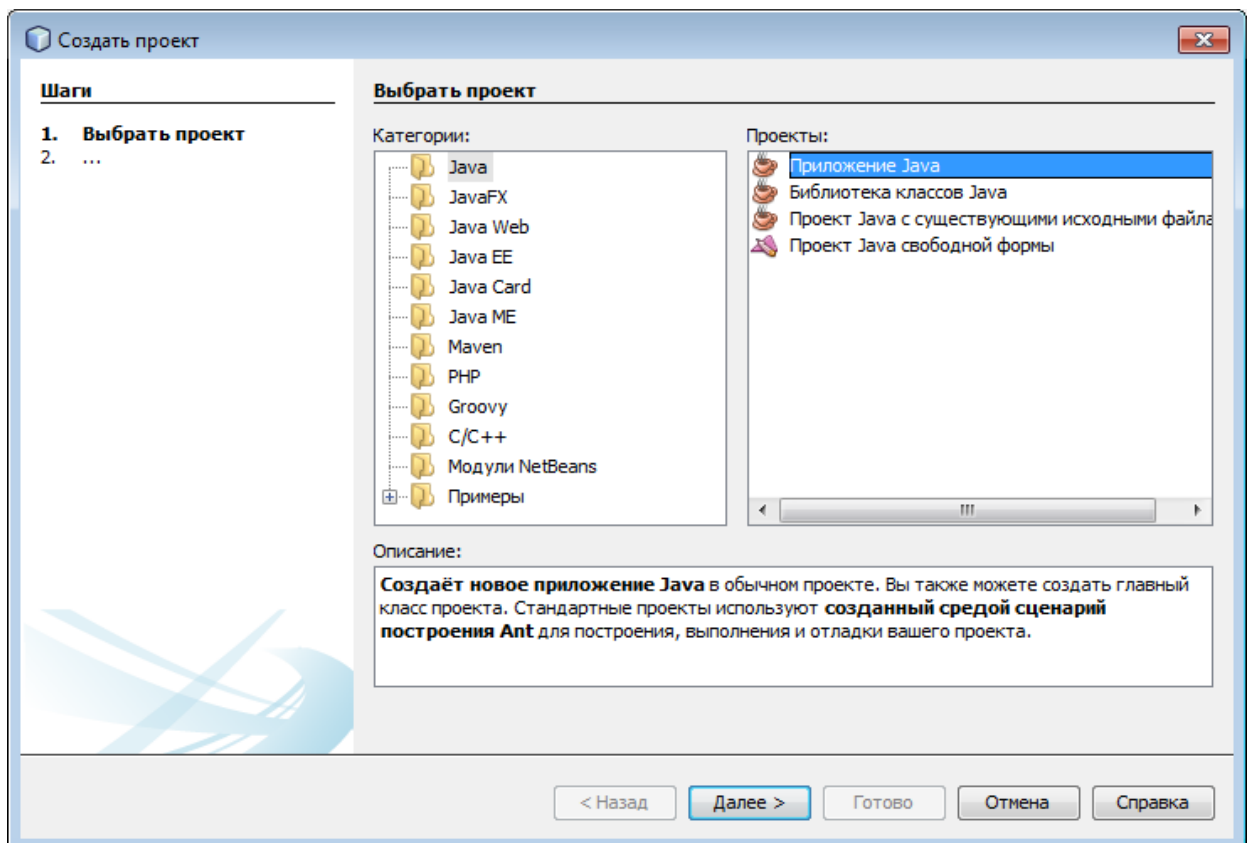 Создать проект
Шаги
1. Выбрать проект
2. ...
Выбрать проект
Категории:
Java
JavaFX
Java Web
Java EE
Java Card
Java ME
Maven
PHP
Groovy
C/C++
Модули NetBeans
Примеры
Проекты:
Приложение Java
Библиотека классов Java
Проект Java с существующими исходными файла
Проект Java свободной формы
Описание:
Создаёт новое приложение Java в обычном проекте. Вы также можете создать главный
класс проекта. Стандартные проекты используют созданный средой сценарий
построения Ant для построения, выполнения и отладки вашего проекта.
< Назад
Далее >
Готово
Отмена
Справка